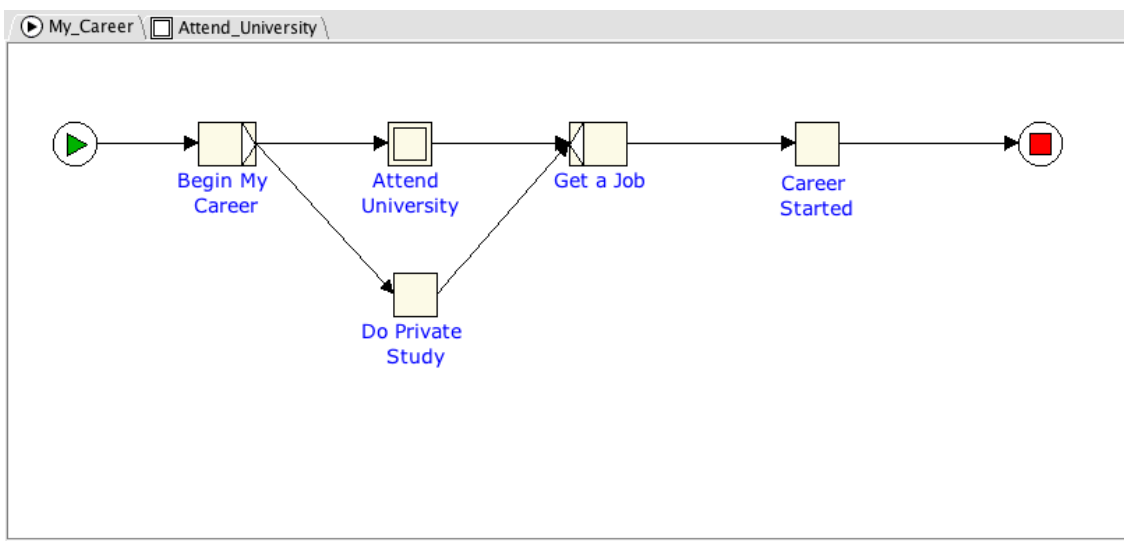 My_Career
Attend_University
Begin My
Career
Attend
University
Get a Job
Career
Started
Do Private
Study